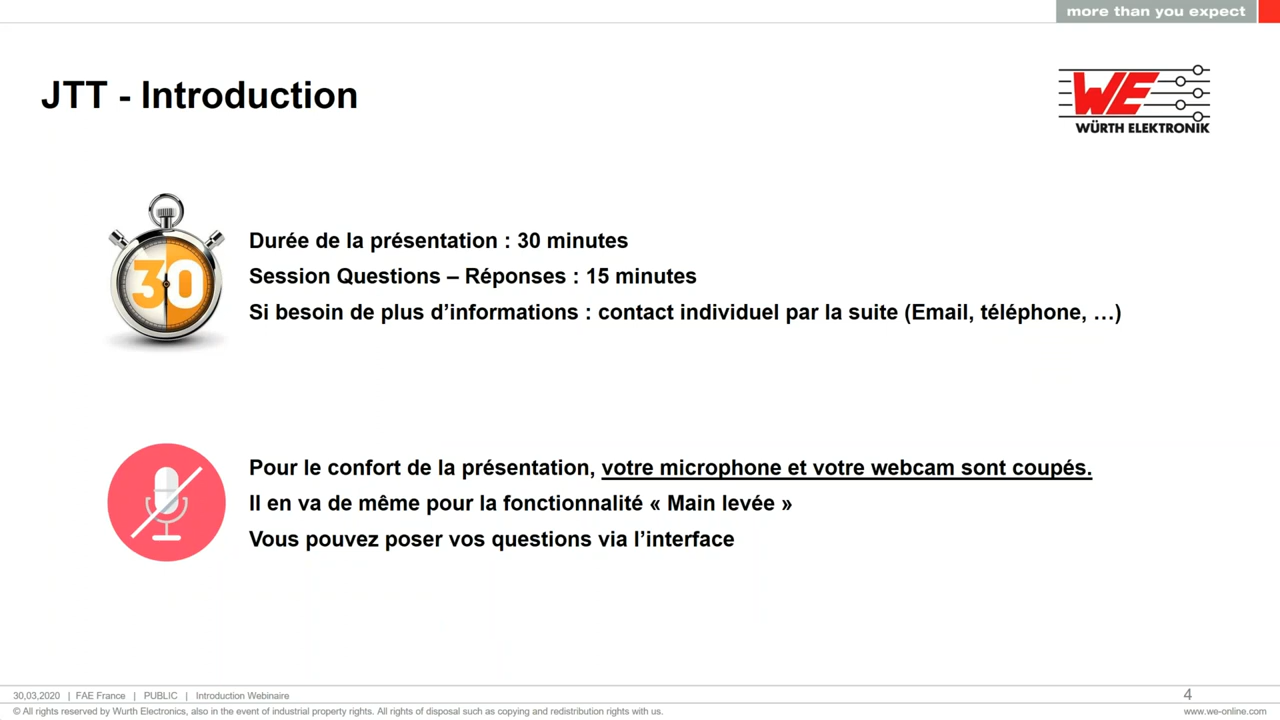 more than you expect
JTT - Introduction
WE
WÜRTH ELEKTRONIK
30
Durée de la présentation : 30 minutes
Session Questions – Réponses : 15 minutes
Si besoin de plus d’informations : contact individuel par la suite (Email, téléphone, …)
Pour le confort de la présentation, votre microphone et votre webcam sont coupés.
Il en va de même pour la fonctionnalité « Main levée »
Vous pouvez poser vos questions via l’interface
30,03,2020 | FAE France | PUBLIC | Introduction Webinaire
4
© All rights reserved by Wurth Electronics, also in the event of industrial property rights. All rights of disposal such as copying and redistribution rights with us.
www.we-online.com